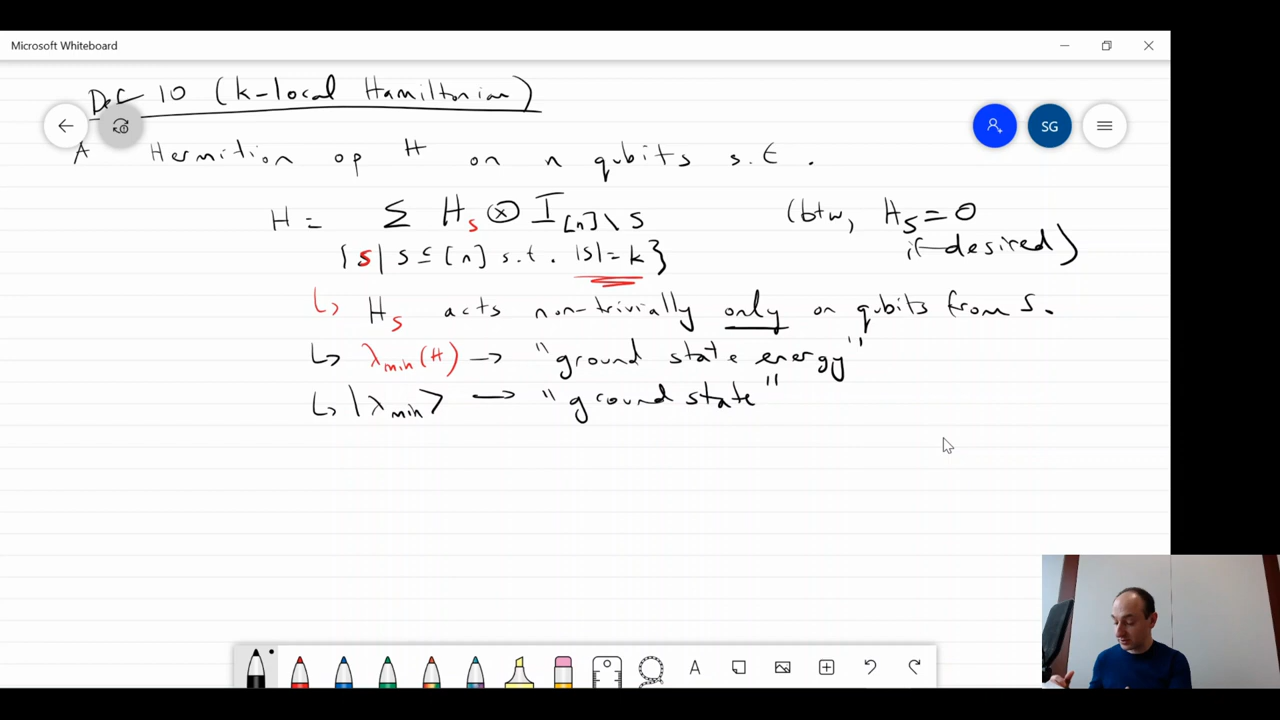 Microsoft Whiteboard
Def 10 (k-local Hamiltonian)
SG
A Hermition op H on n qubits s.t.
H = Σ H_S ⊗ I_[n]\S (btw, H_S = 0
{S | S ⊆ [n] s.t. |S| = k} if desired)
↳ H_S acts non-trivially only on qubits from S.
↳ λ_min(H) → "ground state energy"
↳ |λ_min⟩ → "ground state"
A